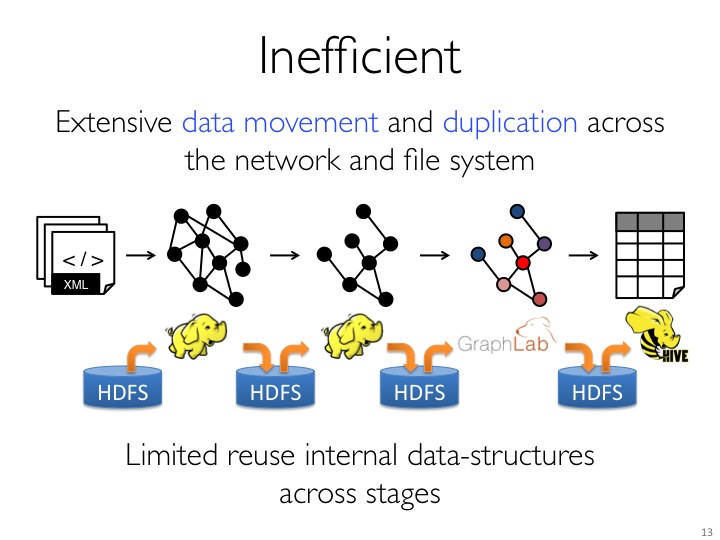 Inefficient
Extensive data movement and duplication across
the network and file system
< / >
XML
GraphLab
HIVE
HDFS
HDFS
HDFS
HDFS
Limited reuse internal data-structures
across stages
13